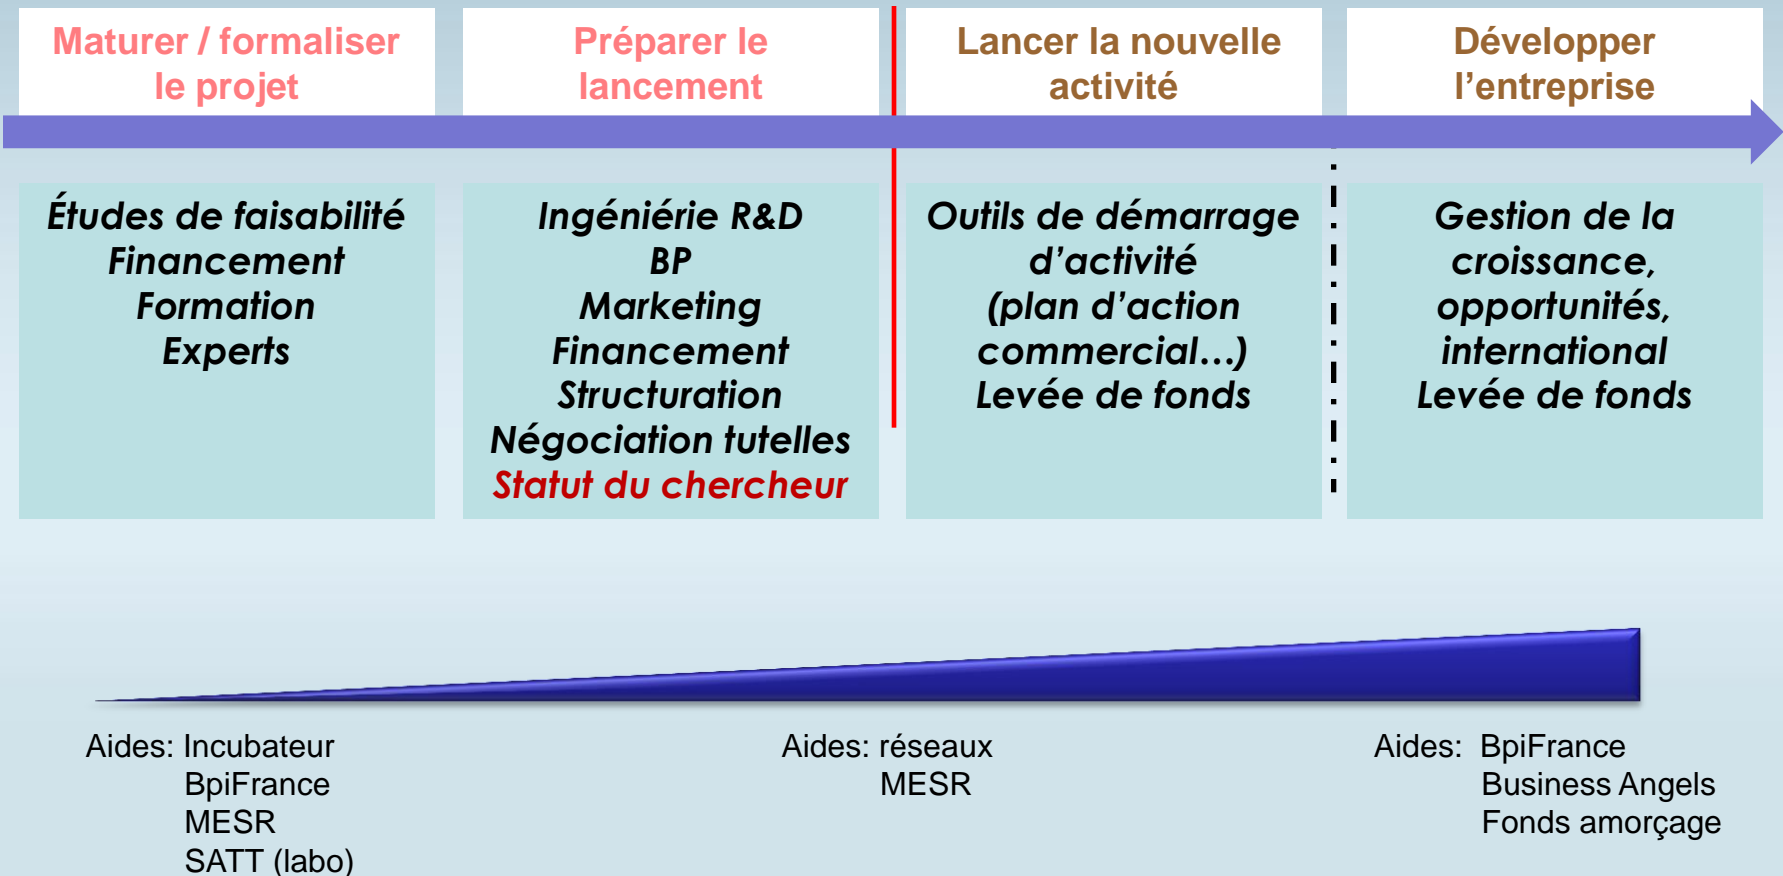 Maturer / formaliser
le projet
Préparer le
lancement
Lancer la nouvelle
activité
Développer
l’entreprise
Études de faisabilité
Financement
Formation
Experts
Ingéniérie R&D
BP
Marketing
Financement
Structuration
Négociation tutelles
Statut du chercheur
Outils de démarrage
d’activité
(plan d’action
commercial…)
Levée de fonds
Gestion de la
croissance,
opportunités,
international
Levée de fonds
Aides: Incubateur
BpiFrance
MESR
SATT (labo)
Aides: réseaux
MESR
Aides: BpiFrance
Business Angels
Fonds amorçage